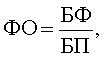 ФО = БФ / БП,